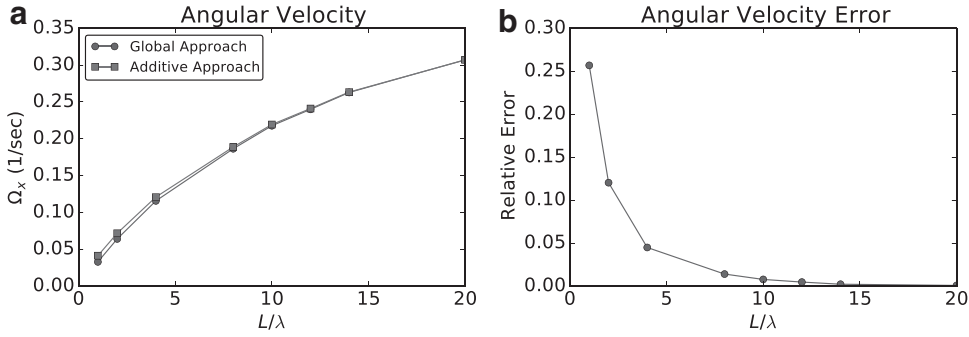 a
Angular Velocity
0.35
0.30
0.25
0.20
0.15
0.10
0.05
0.00
Ωx (1/sec)
Global Approach
Additive Approach
0 5 10 15 20
L/λ
b
Angular Velocity Error
0.30
0.25
0.20
0.15
0.10
0.05
0.00
Relative Error
0 5 10 15 20
L/λ